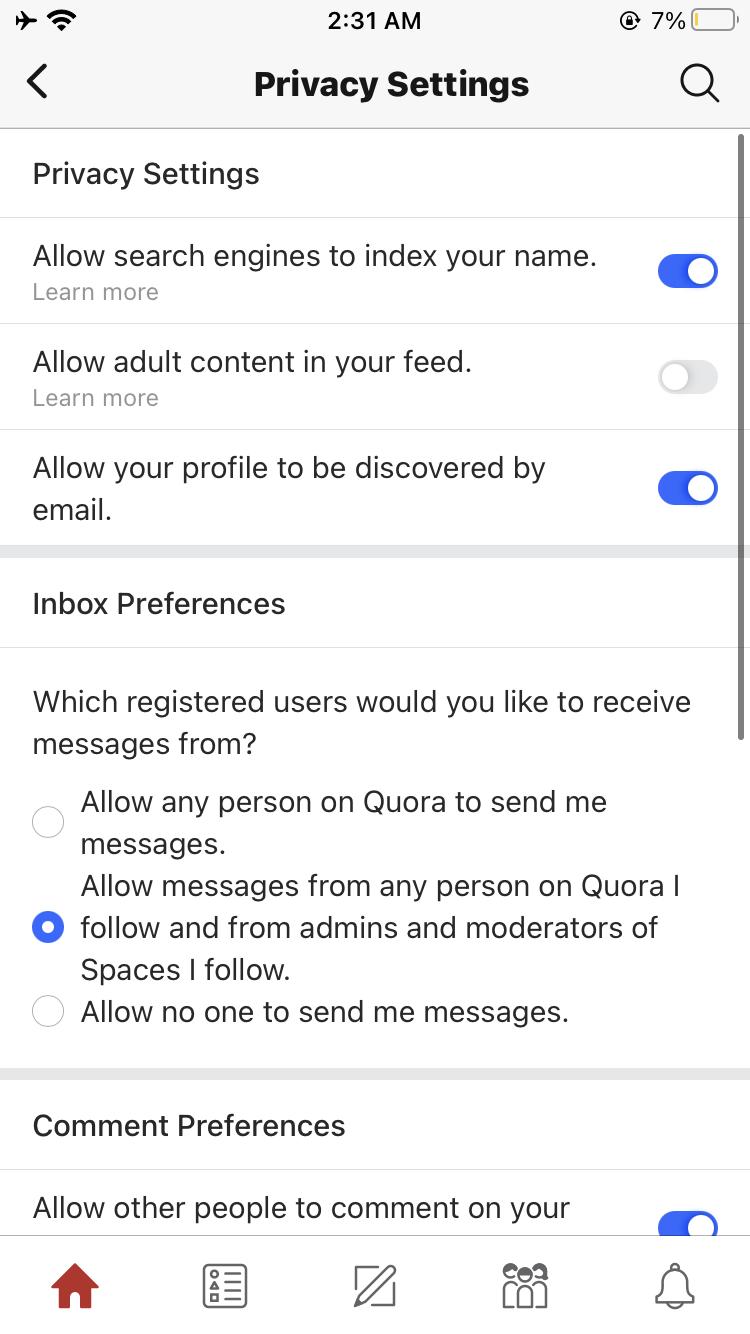 2:31 AM
7%
Privacy Settings
Privacy Settings
Allow search engines to index your name.
Learn more
Allow adult content in your feed.
Learn more
Allow your profile to be discovered by
email.
Inbox Preferences
Which registered users would you like to receive
messages from?
Allow any person on Quora to send me
messages.
Allow messages from any person on Quora I
follow and from admins and moderators of
Spaces I follow.
Allow no one to send me messages.
Comment Preferences
Allow other people to comment on your